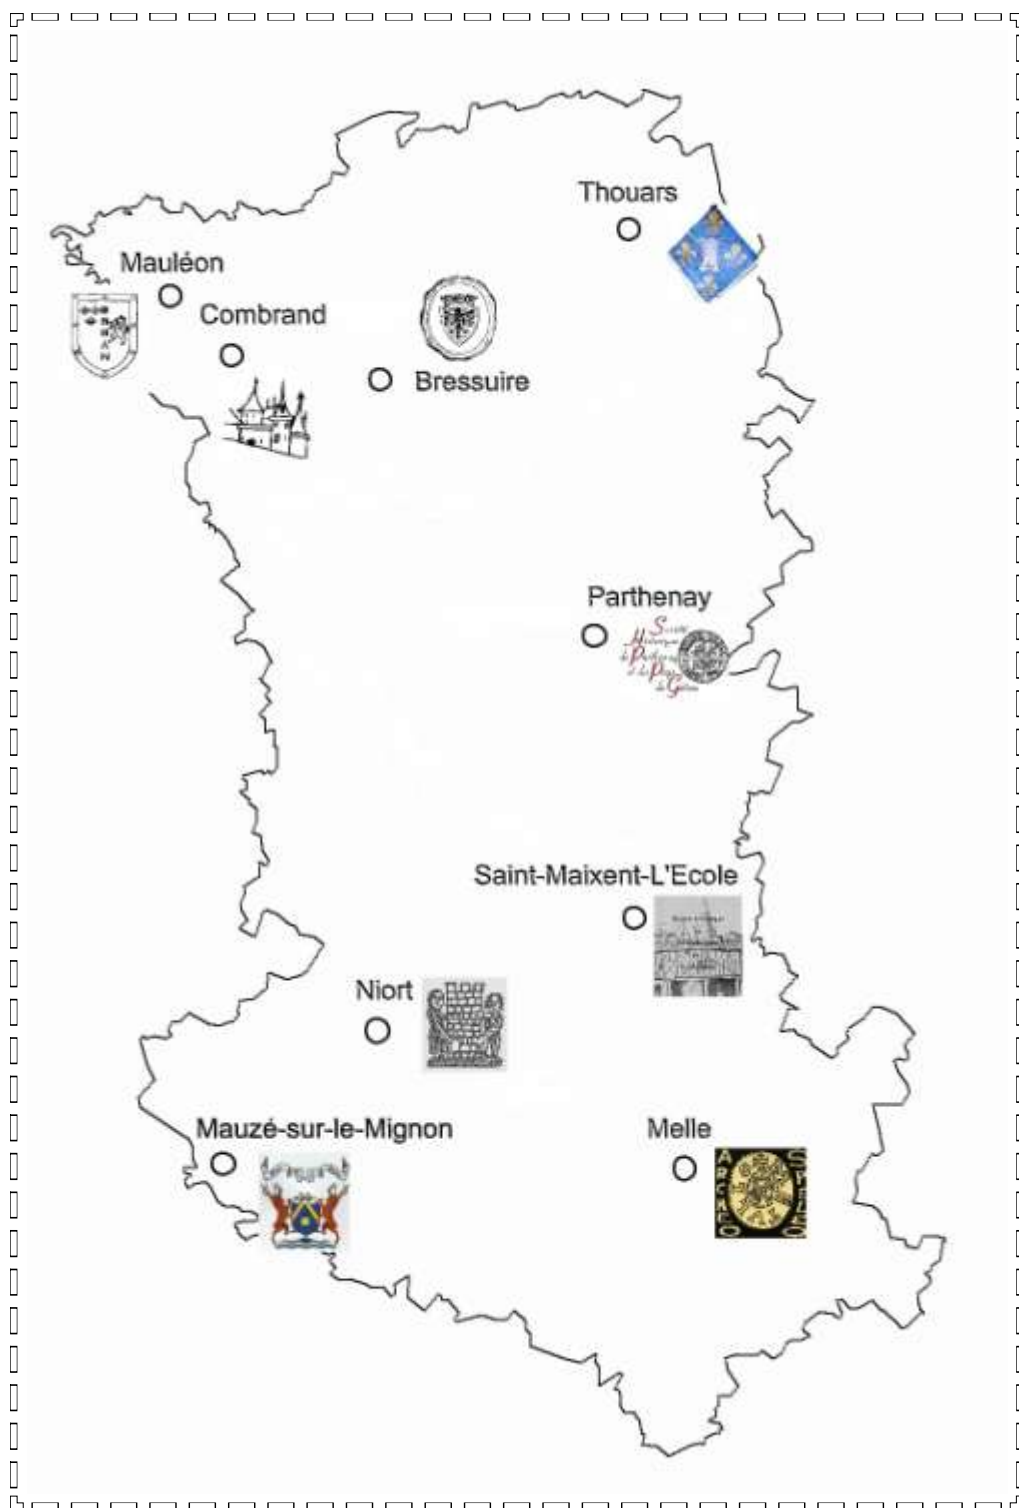 Thouars
Mauléon
Combrand
Bressuire
Parthenay
Saint-Maixent-L'Ecole
Niort
Mauzé-sur-le-Mignon
Melle